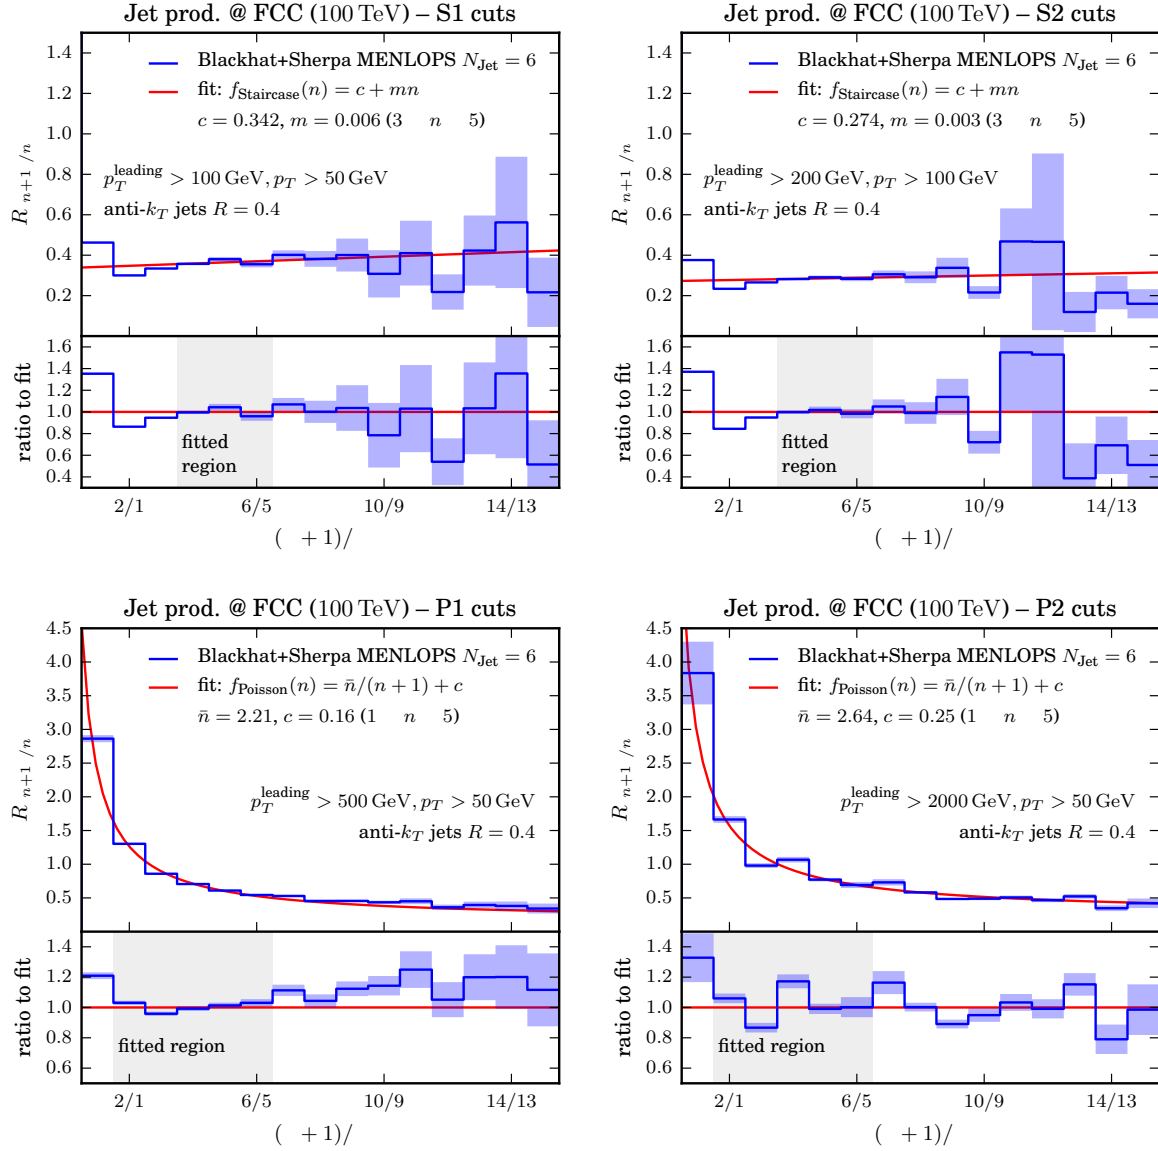 Jet prod. @ FCC (100 TeV) – S1 cuts
1.4
1.2
1.0
0.8
0.6
0.4
0.2
R n+1 /n
Blackhat+Sherpa MENLOPS N_Jet = 6
fit: f_Staircase(n) = c + mn
c = 0.342, m = 0.006 (3 n 5)
p_T^leading > 100 GeV, p_T > 50 GeV
anti-k_T jets R = 0.4
1.6
1.4
1.2
1.0
0.8
0.6
0.4
ratio to fit
fitted
region
2/1 6/5 10/9 14/13
( + 1)/
Jet prod. @ FCC (100 TeV) – S2 cuts
1.4
1.2
1.0
0.8
0.6
0.4
0.2
R n+1 /n
Blackhat+Sherpa MENLOPS N_Jet = 6
fit: f_Staircase(n) = c + mn
c = 0.274, m = 0.003 (3 n 5)
p_T^leading > 200 GeV, p_T > 100 GeV
anti-k_T jets R = 0.4
1.6
1.4
1.2
1.0
0.8
0.6
0.4
ratio to fit
fitted
region
2/1 6/5 10/9 14/13
( + 1)/
Jet prod. @ FCC (100 TeV) – P1 cuts
4.5
4.0
3.5
3.0
2.5
2.0
1.5
1.0
0.5
R n+1 /n
Blackhat+Sherpa MENLOPS N_Jet = 6
fit: f_Poisson(n) = n̄/(n + 1) + c
n̄ = 2.21, c = 0.16 (1 n 5)
p_T^leading > 500 GeV, p_T > 50 GeV
anti-k_T jets R = 0.4
1.4
1.2
1.0
0.8
0.6
ratio to fit
fitted region
2/1 6/5 10/9 14/13
( + 1)/
Jet prod. @ FCC (100 TeV) – P2 cuts
4.5
4.0
3.5
3.0
2.5
2.0
1.5
1.0
0.5
R n+1 /n
Blackhat+Sherpa MENLOPS N_Jet = 6
fit: f_Poisson(n) = n̄/(n + 1) + c
n̄ = 2.64, c = 0.25 (1 n 5)
p_T^leading > 2000 GeV, p_T > 50 GeV
anti-k_T jets R = 0.4
1.4
1.2
1.0
0.8
0.6
ratio to fit
fitted region
2/1 6/5 10/9 14/13
( + 1)/